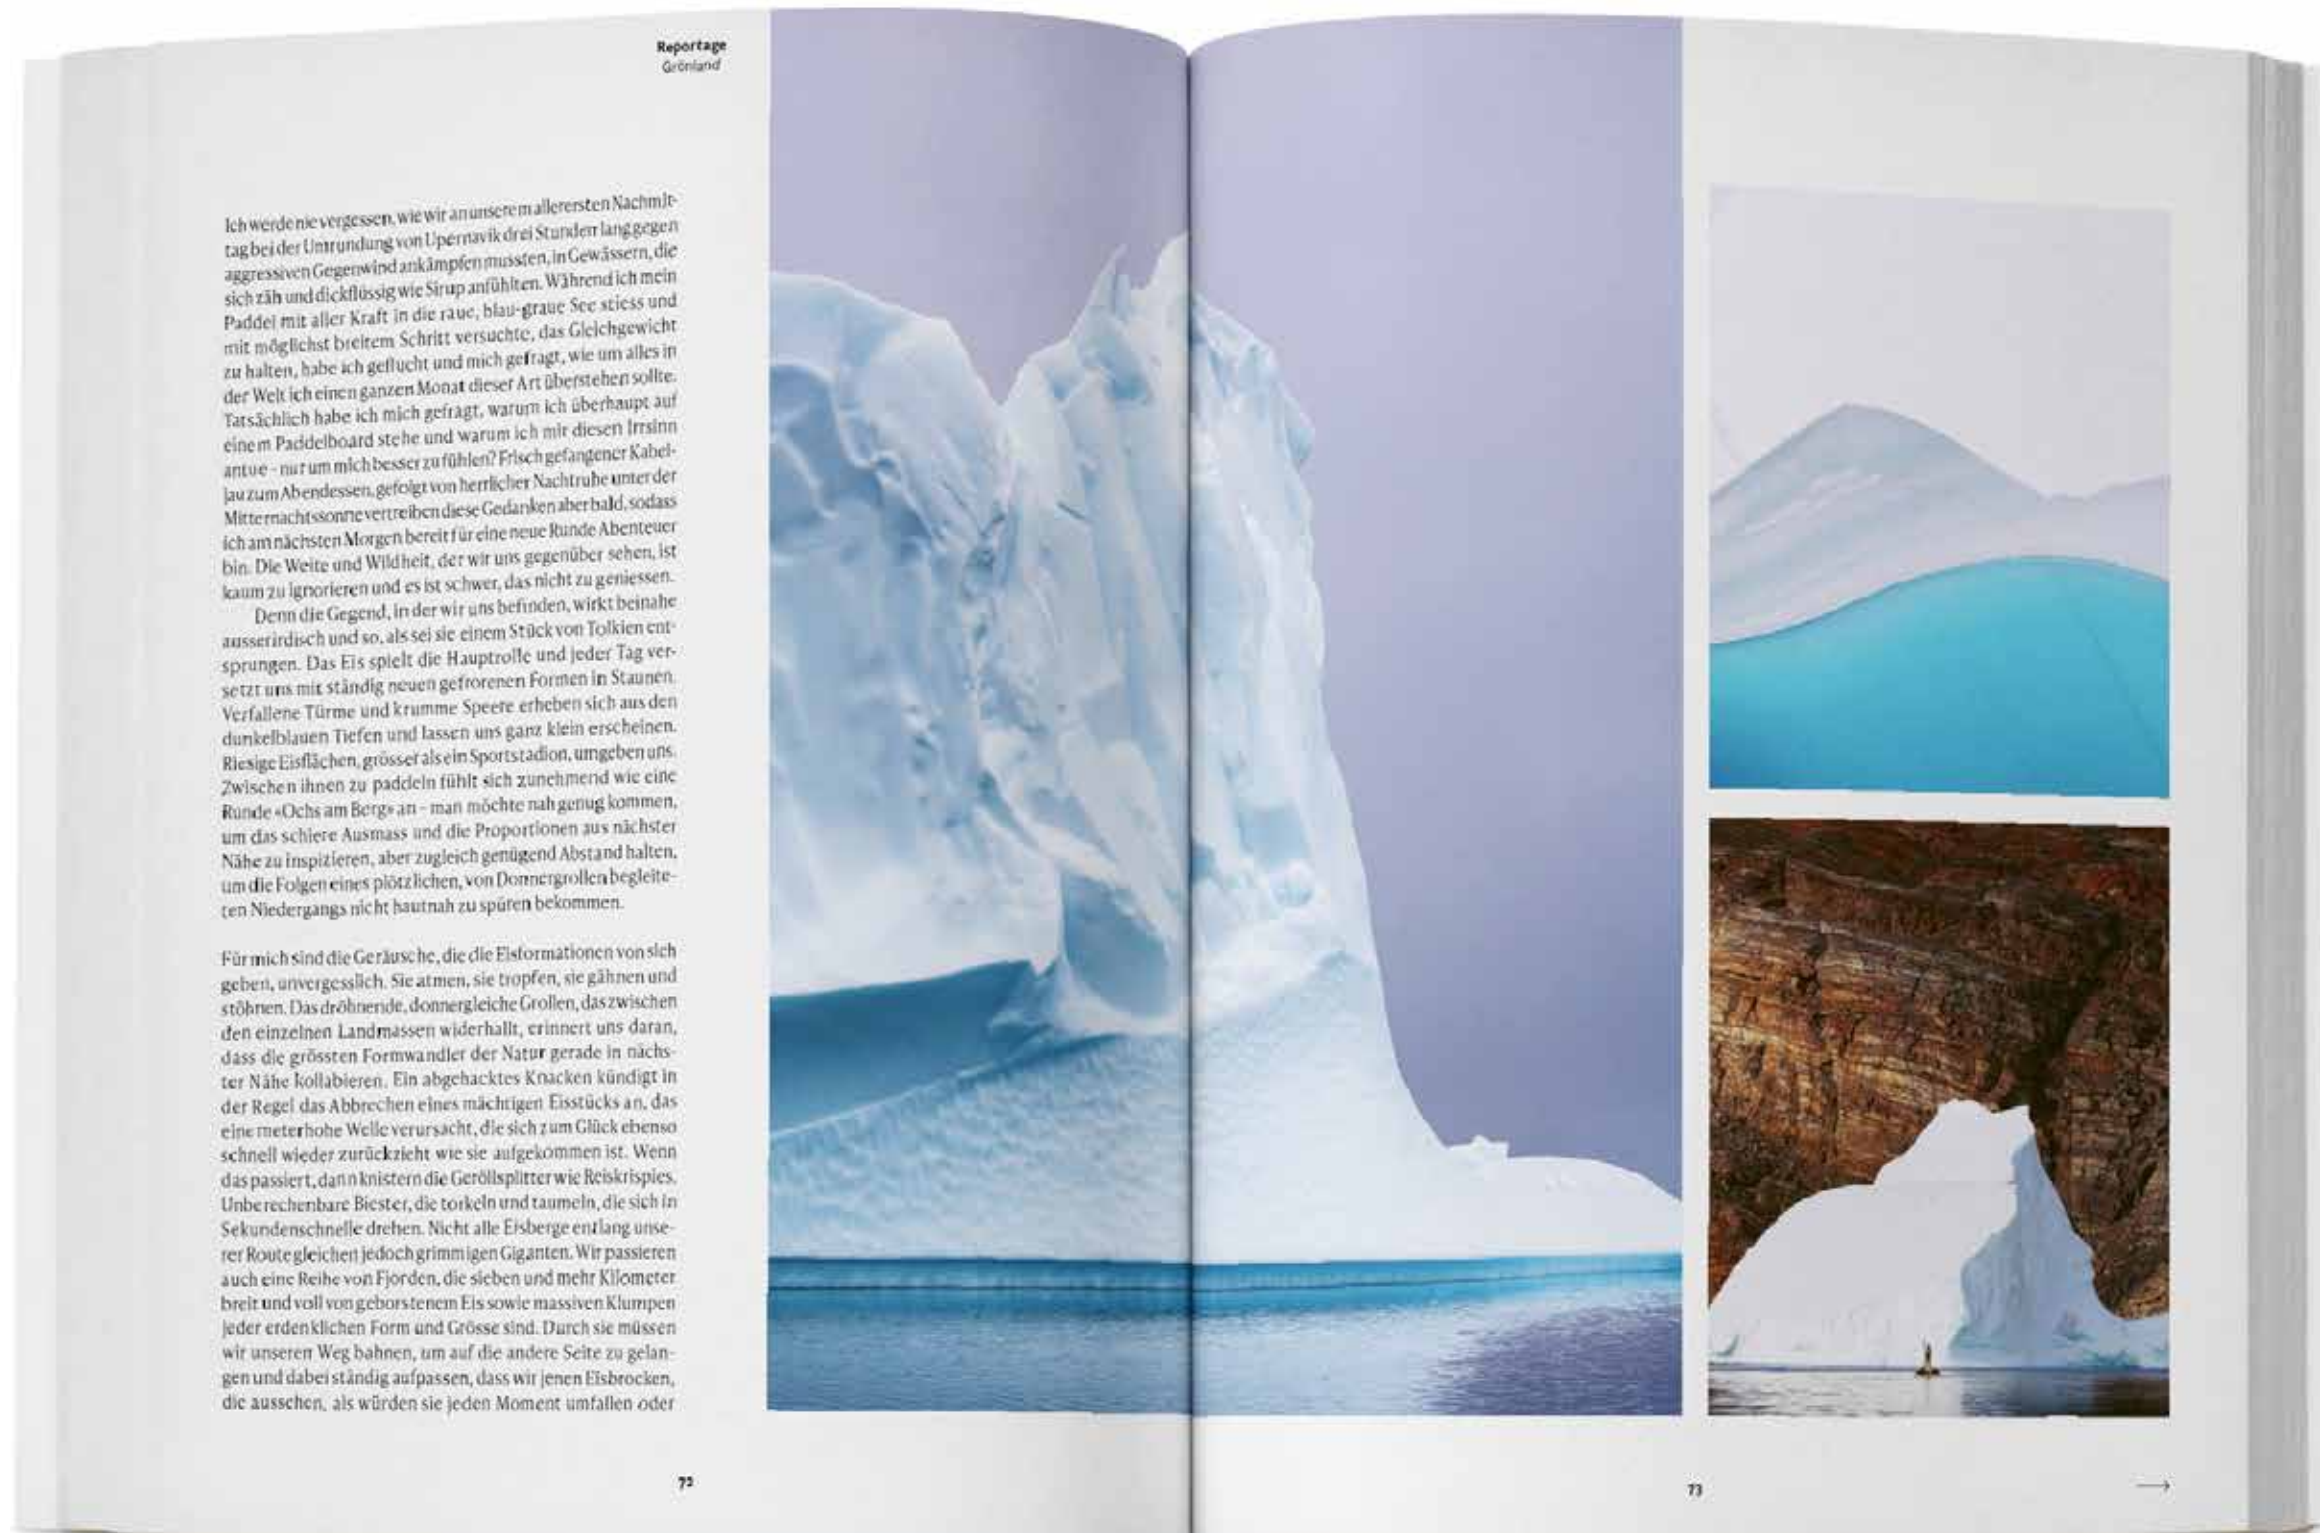 Reportage
Grönland
Ich werde nie vergessen, wie wir an unserem allerersten Nachmit-
tag bei der Umrundung von Upernavik drei Stunden lang gegen
aggressiven Gegenwind ankämpfen mussten, in Gewässern, die
sich zäh und dickflüssig wie Sirup anfühlten. Während ich mein
Paddel mit aller Kraft in die raue, blau-graue See stiess und
mit möglichst breitem Schritt versuchte, das Gleichgewicht
zu halten, habe ich geflucht und mich gefragt, wie um alles in
der Welt ich einen ganzen Monat dieser Art überstehen sollte.
Tatsächlich habe ich mich gefragt, warum ich überhaupt auf
einem Paddelboard stehe und warum ich mir diesen Irrsinn
antue – nur um mich besser zu fühlen? Frisch gefangener Kabel-
jau zum Abendessen, gefolgt von herrlicher Nachtruhe unter der
Mitternachtssonne vertreiben diese Gedanken aber bald, sodass
ich am nächsten Morgen bereit für eine neue Runde Abenteuer
bin. Die Weite und Wildheit, der wir uns gegenüber sehen, ist
kaum zu ignorieren und es ist schwer, das nicht zu geniessen.
Denn die Gegend, in der wir uns befinden, wirkt beinahe
ausserirdisch und so, als sei sie einem Stück von Tolkien ent-
sprungen. Das Eis spielt die Hauptrolle und jeder Tag ver-
setzt uns mit ständig neuen gefrorenen Formen in Staunen.
Verfallene Türme und krumme Speere erheben sich aus den
dunkelblauen Tiefen und lassen uns ganz klein erscheinen.
Riesige Eisflächen, grösser als ein Sportstadion, umgeben uns.
Zwischen ihnen zu paddeln fühlt sich zunehmend wie eine
Runde «Ochs am Berg» an – man möchte nah genug kommen,
um das schiere Ausmass und die Proportionen aus nächster
Nähe zu inspizieren, aber zugleich genügend Abstand halten,
um die Folgen eines plötzlichen, von Donnergrollen begleite-
ten Niedergangs nicht hautnah zu spüren bekommen.
Für mich sind die Geräusche, die die Eisformationen von sich
geben, unvergesslich. Sie atmen, sie tropfen, sie gähnen und
stöhnen. Das dröhnende, donnergleiche Grollen, das zwischen
den einzelnen Landmassen widerhallt, erinnert uns daran,
dass die grössten Formwandler der Natur gerade in nächs-
ter Nähe kollabieren. Ein abgehacktes Knacken kündigt in
der Regel das Abbrechen eines mächtigen Eisstücks an, das
eine meterhohe Welle verursacht, die sich zum Glück ebenso
schnell wieder zurückzieht wie sie aufgekommen ist. Wenn
das passiert, dann knistern die Geröllsplitter wie Reiskrispies.
Unberechenbare Biester, die torkeln und taumeln, die sich in
Sekundenschnelle drehen. Nicht alle Eisberge entlang unse-
rer Route gleichen jedoch grimmigen Giganten. Wir passieren
auch eine Reihe von Fjorden, die sieben und mehr Kilometer
breit und voll von geborstenem Eis sowie massiven Klumpen
jeder erdenklichen Form und Grösse sind. Durch sie müssen
wir unseren Weg bahnen, um auf die andere Seite zu gelan-
gen und dabei ständig aufpassen, dass wir jenen Eisbrocken,
die aussehen, als würden sie jeden Moment umfallen oder
72
73